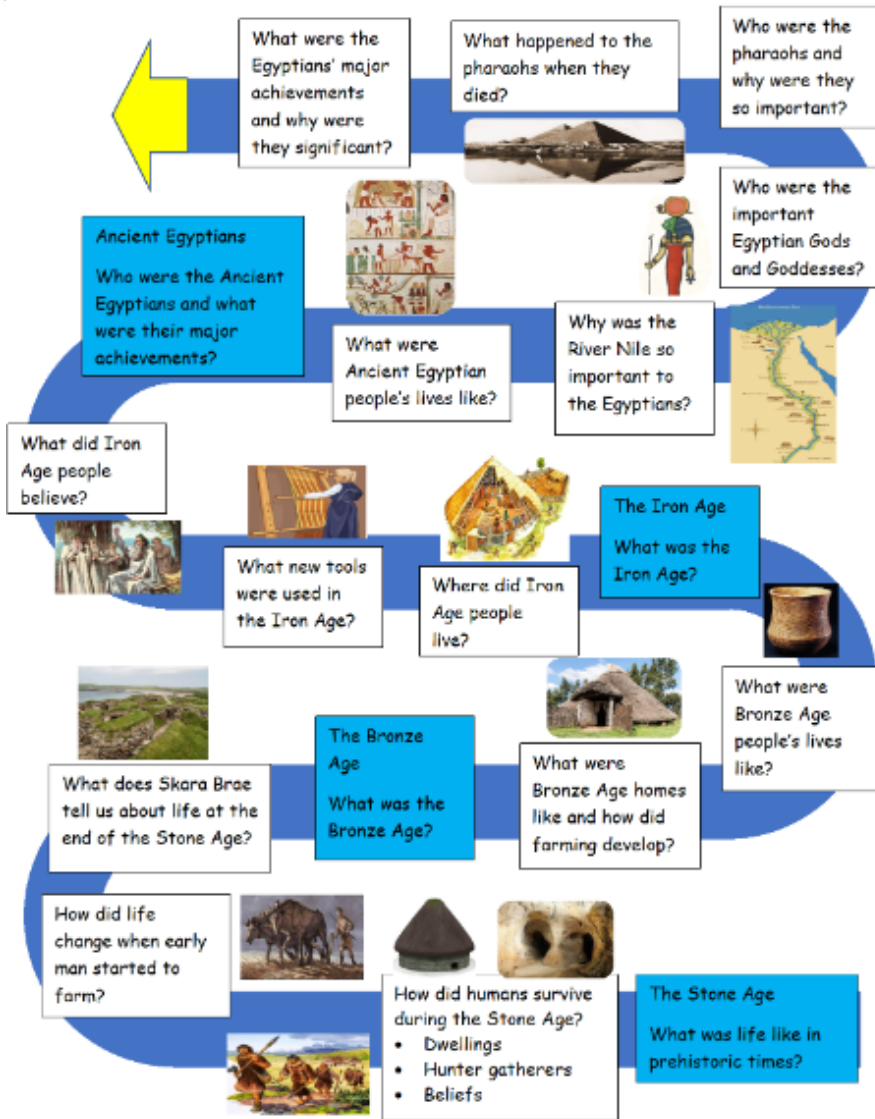 What were the
Egyptians' major
achievements
and why were
they significant?
What happened to the
pharaohs when they
died?
Who were the
pharaohs and
why were they
so important?
Who were the
important
Egyptian Gods
and Goddesses?
Ancient Egyptians
Who were the Ancient
Egyptians and what
were their major
achievements?
What were
Ancient Egyptian
people's lives like?
Why was the
River Nile so
important to
the Egyptians?
What did Iron
Age people
believe?
What new tools
were used in
the Iron Age?
Where did Iron
Age people
live?
The Iron Age
What was the
Iron Age?
What were
Bronze Age
people's lives
like?
What does Skara Brae
tell us about life at the
end of the Stone Age?
The Bronze
Age
What was the
Bronze Age?
What were
Bronze Age homes
like and how did
farming develop?
How did life
change when early
man started to
farm?
How did humans survive
during the Stone Age?
• Dwellings
• Hunter gatherers
• Beliefs
The Stone Age
What was life like in
prehistoric times?